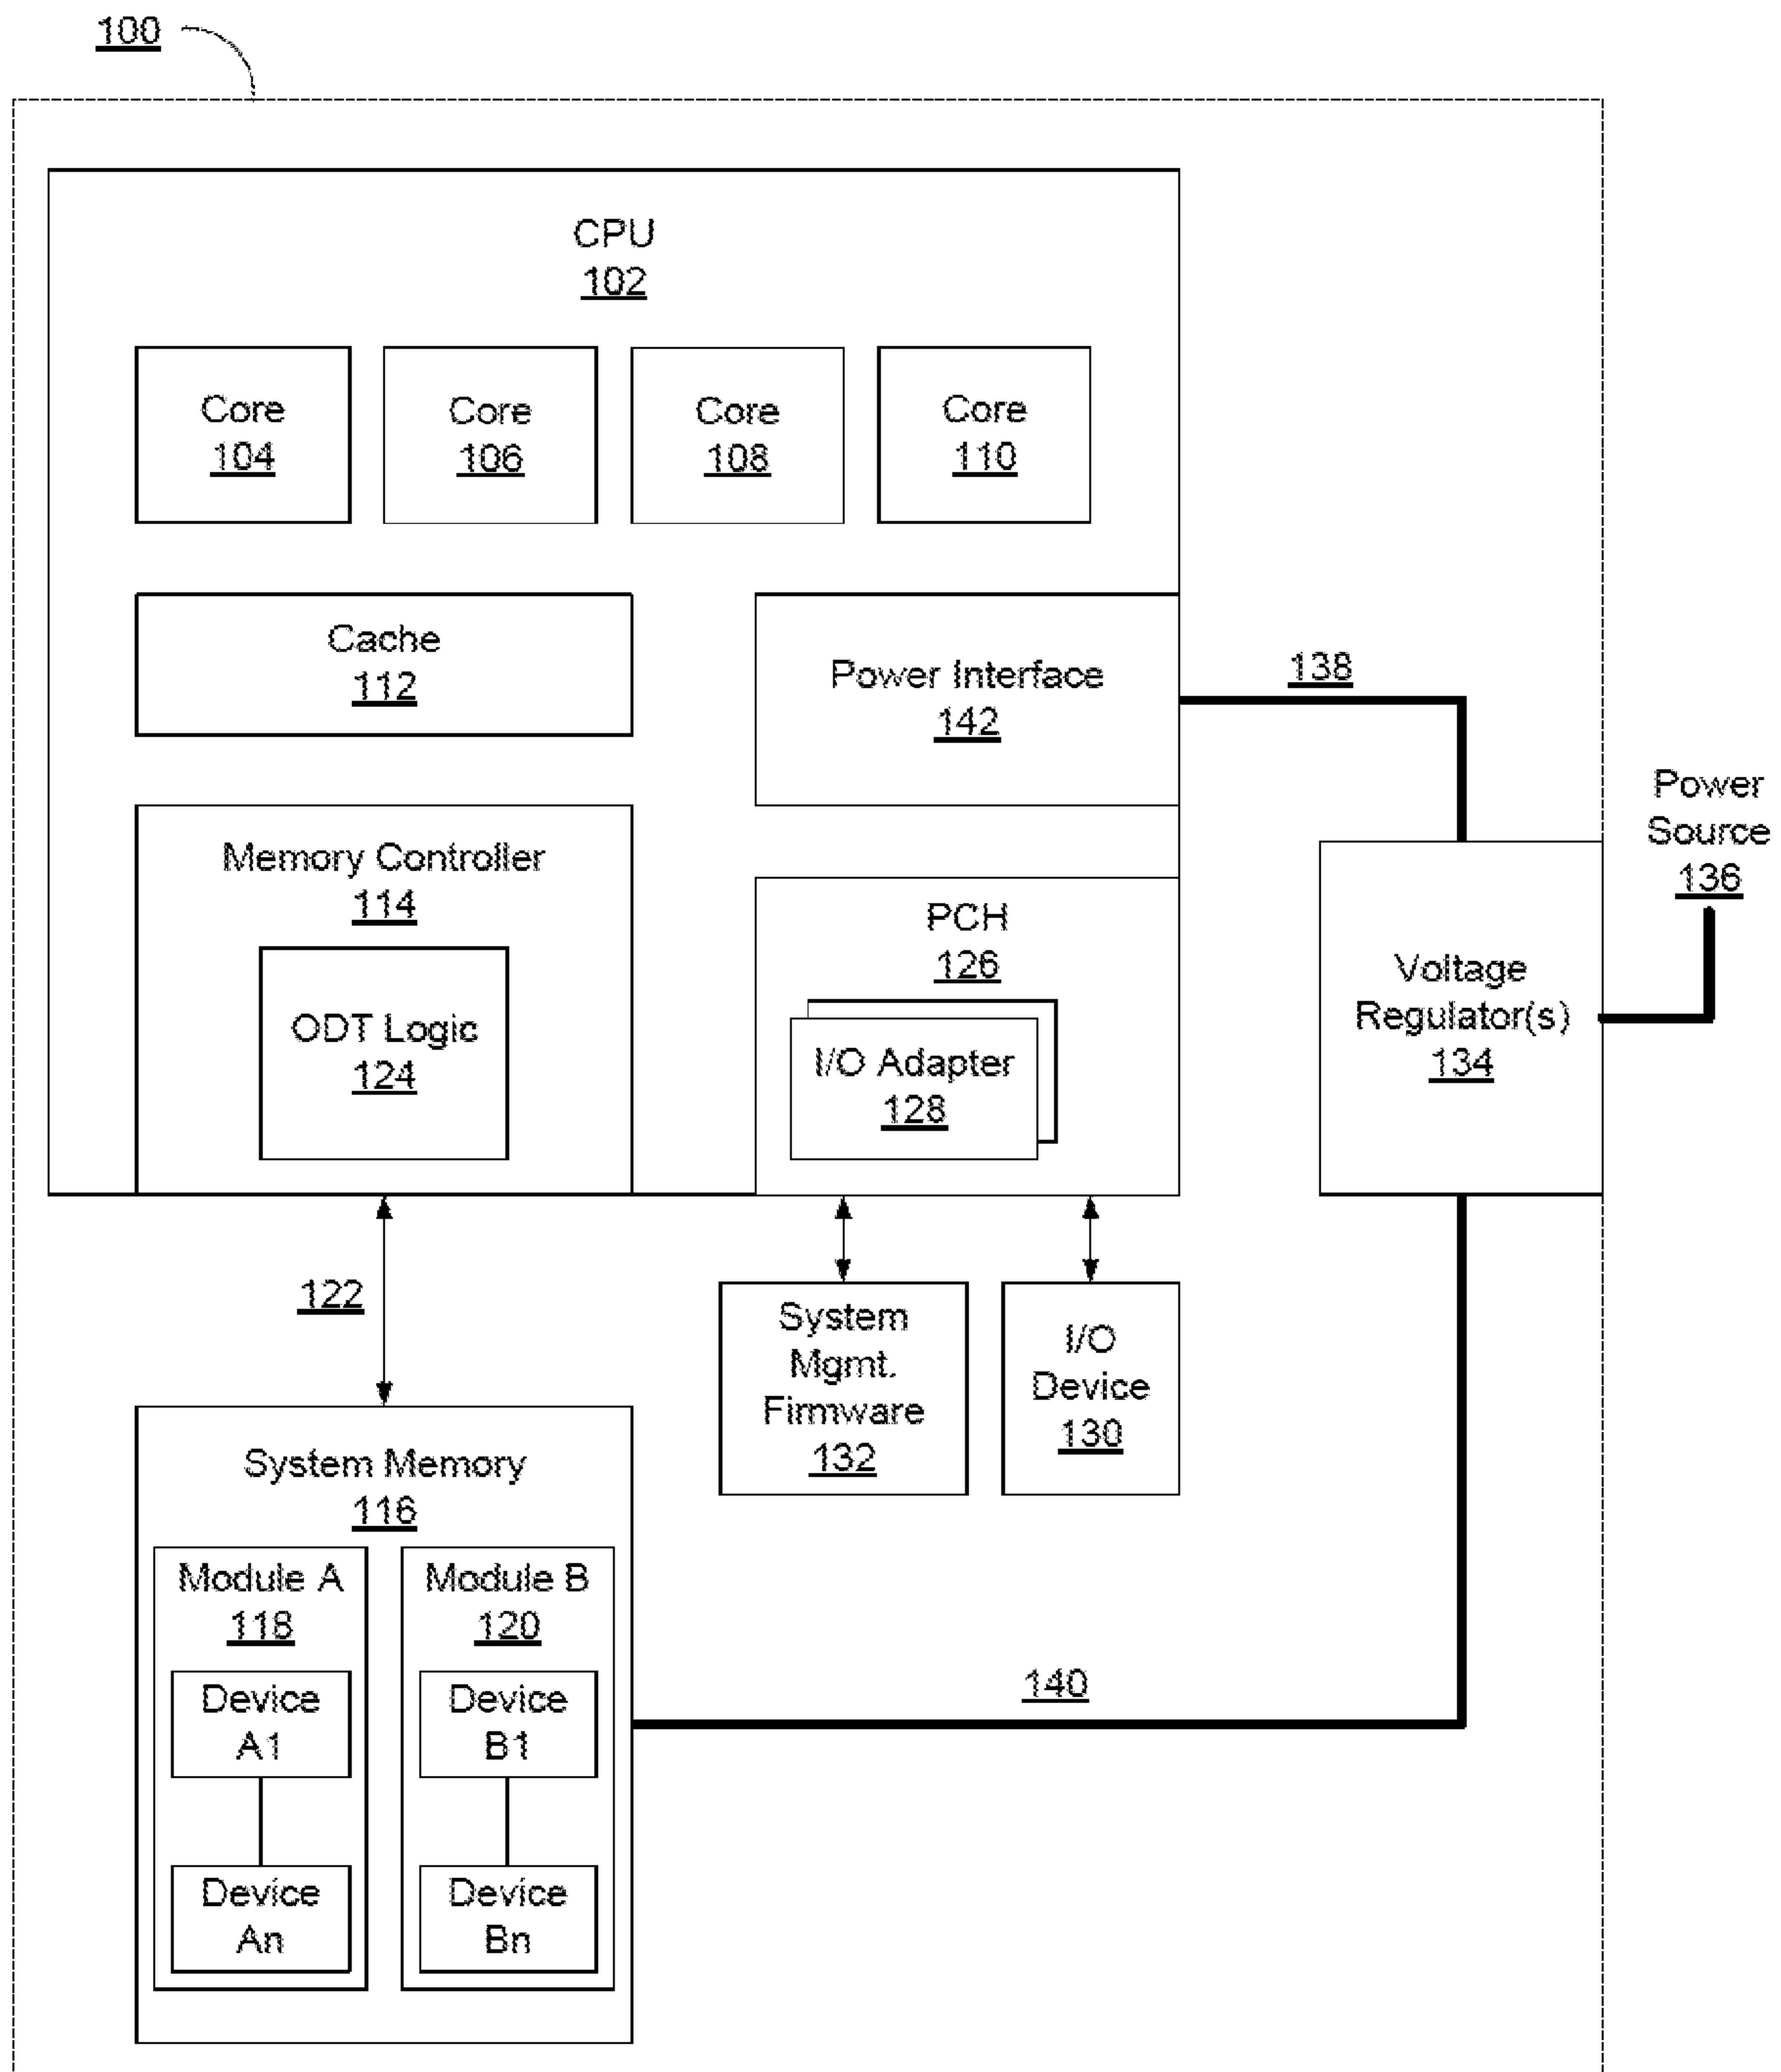 100
CPU
102
Core
104
Core
106
Core
108
Core
110
Cache
112
Power Interface
142
138
Memory Controller
114
ODT Logic
124
PCH
126
I/O Adapter
128
Voltage
Regulator(s)
134
Power
Source
136
122
System
Mgmt.
Firmware
132
I/O
Device
130
System Memory
116
Module A
118
Device
A1
Device
An
Module B
120
Device
B1
Device
Bn
140